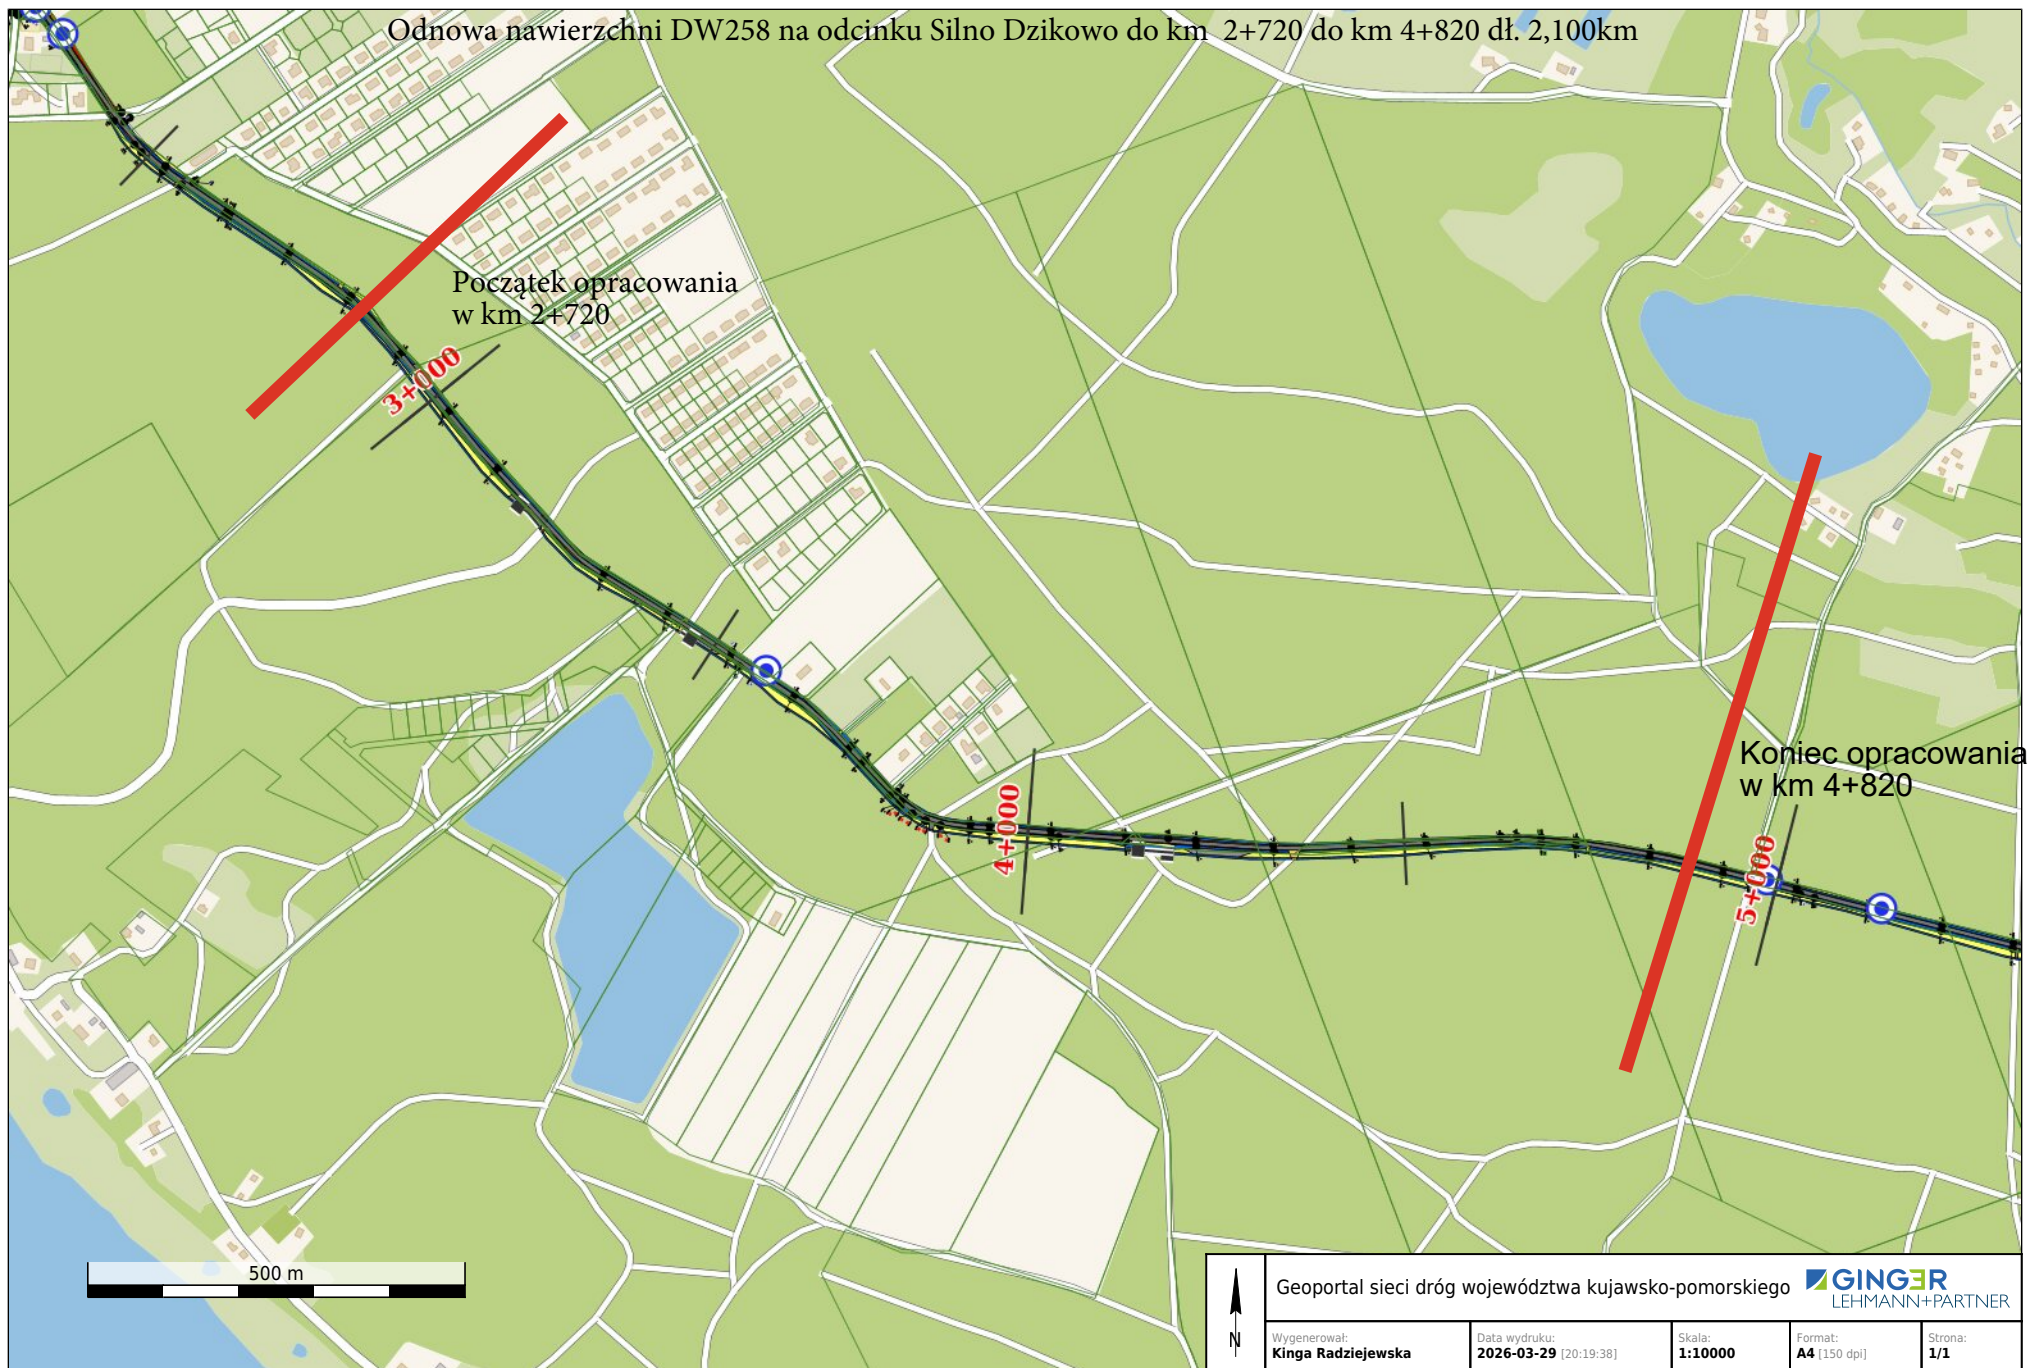 Odnowa nawierzchni DW258 na odcinku Silno Dzikowo do km  2+720 do km 4+820 dł. 2,100km
Początek opracowania
w km 2+720
3+000
4+000
Koniec opracowania
w km 4+820
5+000
500 m
Geoportal sieci dróg województwa kujawsko-pomorskiego
GINGER
LEHMANN+PARTNER
N
Wygenerował:
Kinga Radziejewska
Data wydruku:
2026-03-29 [20:19:38]
Skala:
1:10000
Format:
A4 [150 dpi]
Strona:
1/1